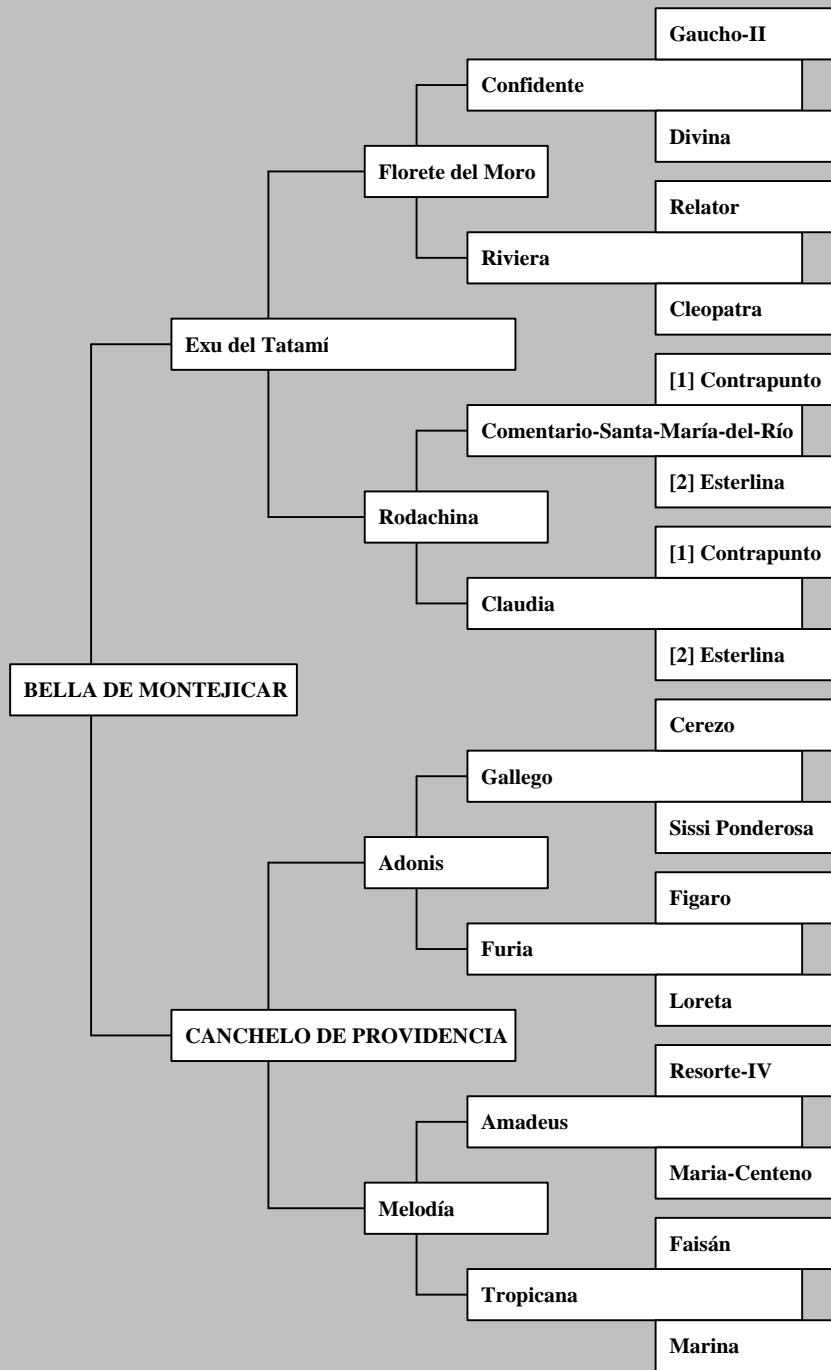 Gaucho-II
Confidente
Divina
Florete del Moro
Relator
Riviera
Cleopatra
Exu del Tatamí
[1] Contrapunto
Comentario-Santa-María-del-Río
[2] Esterlina
Rodachina
[1] Contrapunto
Claudia
[2] Esterlina
BELLA DE MONTEJICAR
Cerezo
Gallego
Sissi Ponderosa
Adonis
Figaro
Furia
Loreta
CANCHELO DE PROVIDENCIA
Resorte-IV
Amadeus
Maria-Centeno
Melodía
Faisán
Tropicana
Marina